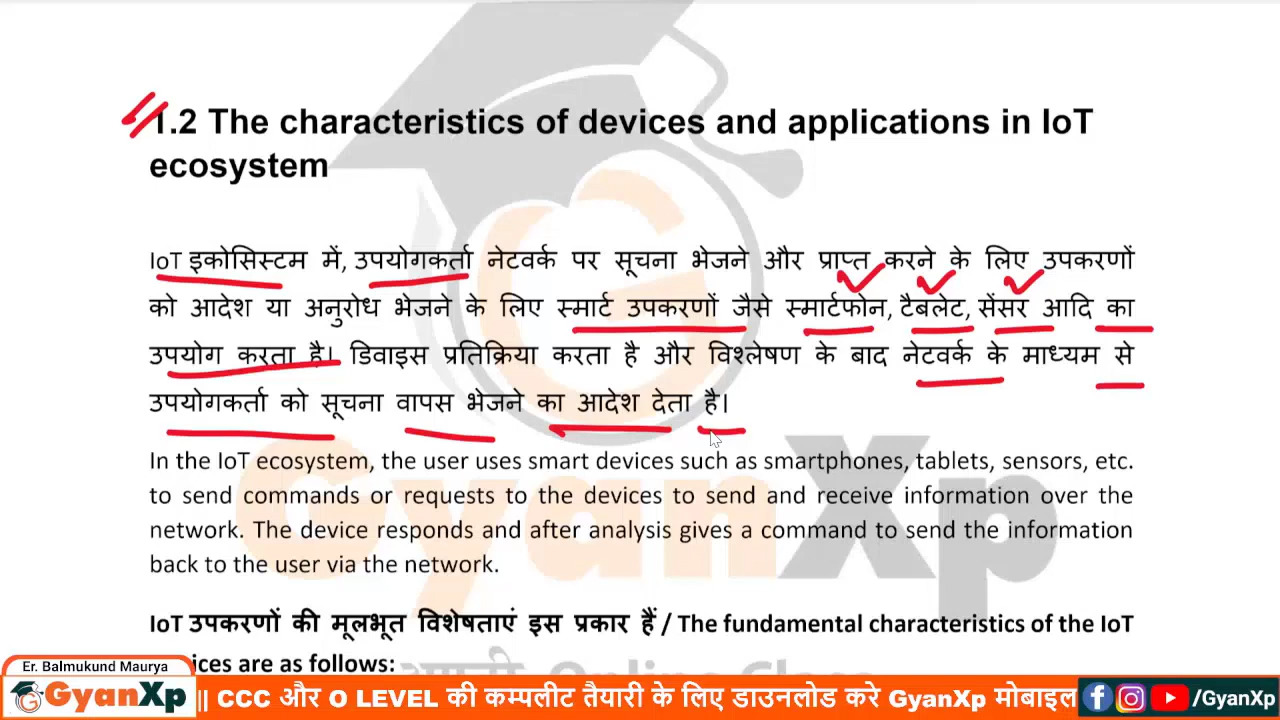 1.2 The characteristics of devices and applications in IoT
ecosystem
IoT इकोसिस्टम में, उपयोगकर्ता नेटवर्क पर सूचना भेजने और प्राप्त करने के लिए उपकरणों
को आदेश या अनुरोध भेजने के लिए स्मार्ट उपकरणों जैसे स्मार्टफोन, टैबलेट, सेंसर आदि का
उपयोग करता है। डिवाइस प्रतिक्रिया करता है और विश्लेषण के बाद नेटवर्क के माध्यम से
उपयोगकर्ता को सूचना वापस भेजने का आदेश देता है।
In the IoT ecosystem, the user uses smart devices such as smartphones, tablets, sensors, etc.
to send commands or requests to the devices to send and receive information over the
network. The device responds and after analysis gives a command to send the information
back to the user via the network.
IoT उपकरणों की मूलभूत विशेषताएं इस प्रकार हैं / The fundamental characteristics of the IoT
ices are as follows:
GyanXp
Online Class
Er. Balmukund Maurya
GyanXp || CCC और O LEVEL की कम्पलीट तैयारी के लिए डाउनलोड करे GyanXp मोबाइल /GyanXp